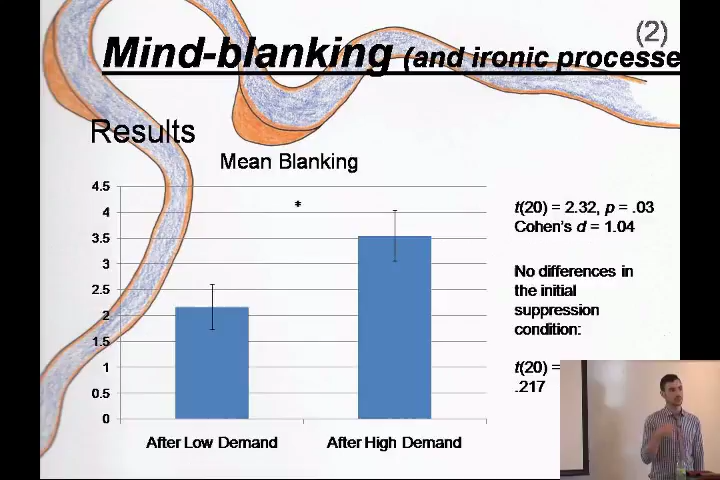 (2)
Mind-blanking (and ironic processe
Results
Mean Blanking
4.5
4
3.5
3
2.5
2
1.5
1
0.5
0
*
After Low Demand
After High Demand
t(20) = 2.32, p = .03
Cohen's d = 1.04
No differences in
the initial
suppression
condition:
t(20) =
.217